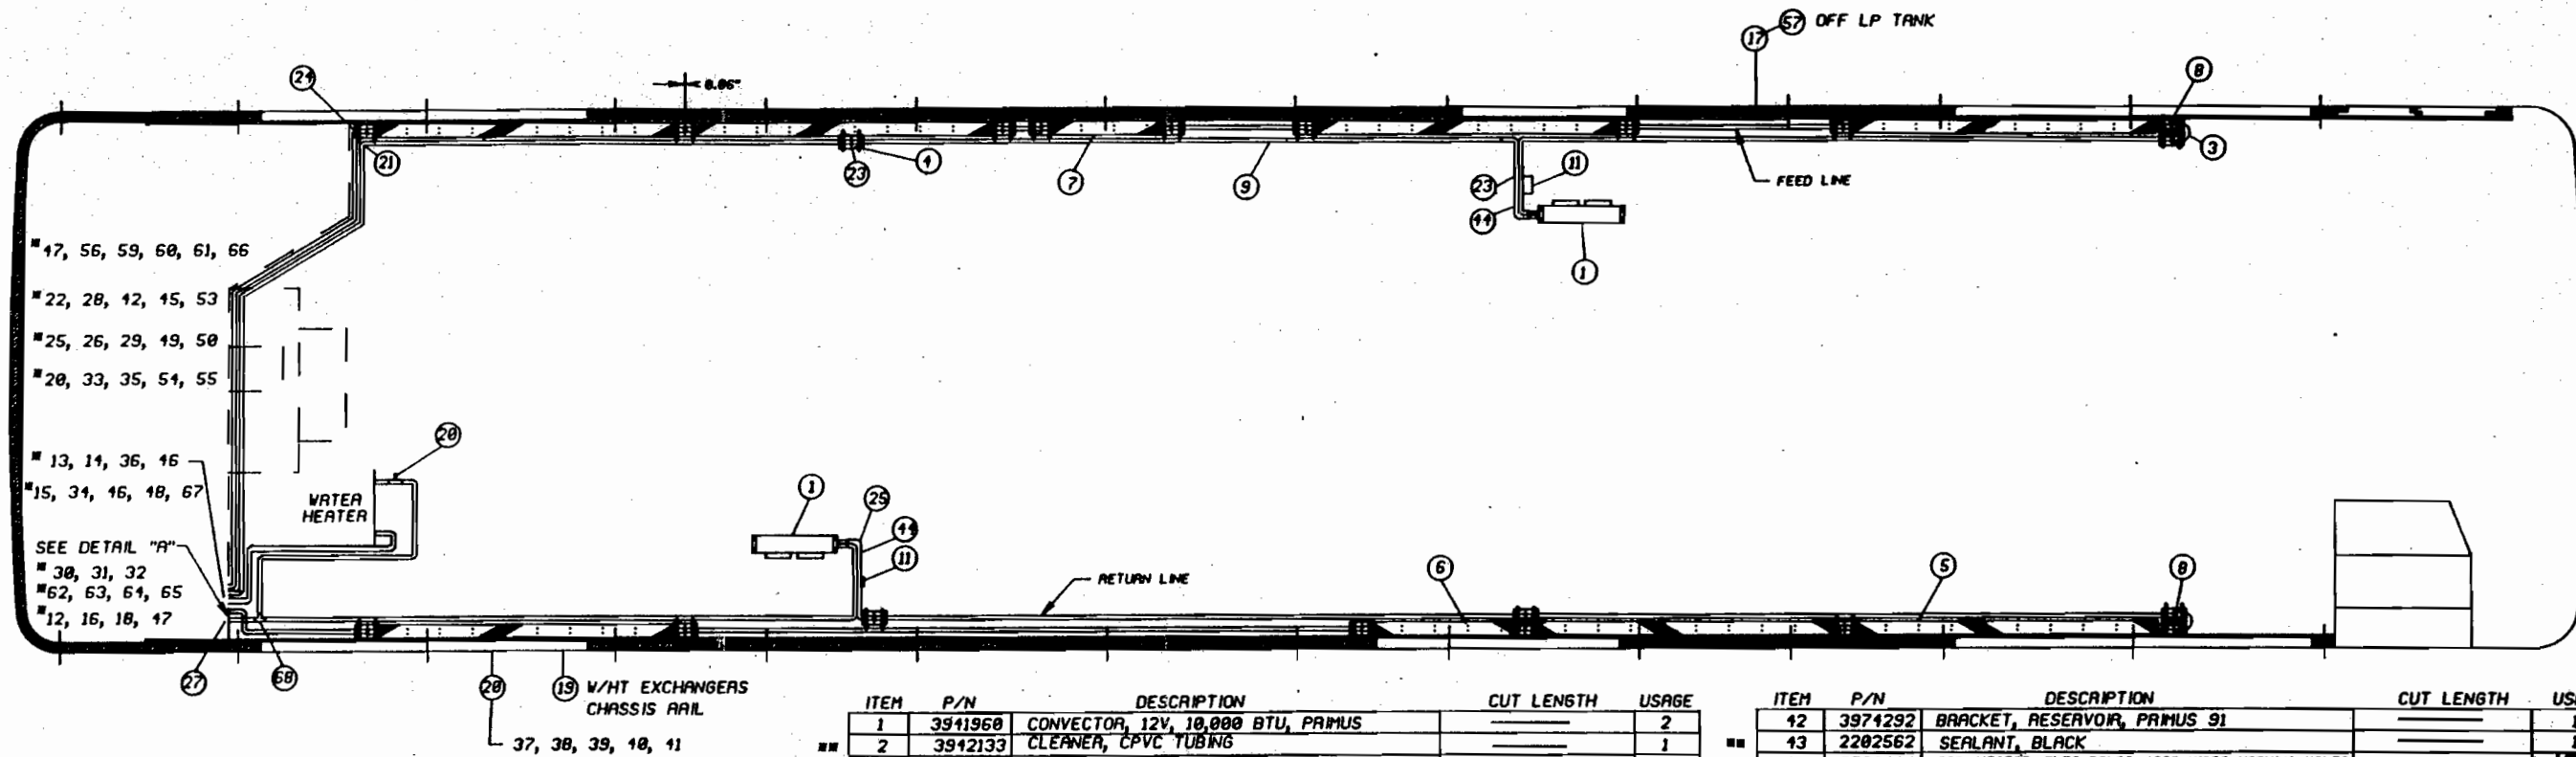 57 OFF LP TANK
17
24
0.06"
8
21
23
4
7
9
23
11
44
FEED LINE
3
1
*47, 56, 59, 60, 61, 66
*22, 28, 42, 45, 53
*25, 26, 29, 49, 50
*20, 33, 35, 54, 55
*13, 14, 36, 46
*15, 34, 46, 48, 67
WATER
HEATER
20
SEE DETAIL "A"
*30, 31, 32
*62, 63, 64, 65
*12, 16, 18, 47
1
25
44
11
RETURN LINE
6
5
8
27
68
20
19 W/HT EXCHANGERS
CHASSIS RAIL
37, 38, 39, 40, 41
ITEM P/N DESCRIPTION CUT LENGTH USAGE
1 3941960 CONVECTOR, 12V, 10,000 BTU, PRIMUS 2
** 2 3942133 CLEANER, CPVC TUBING 1
ITEM P/N DESCRIPTION CUT LENGTH
42 3974292 BRACKET, RESERVOIR, PRIMUS 91
** 43 2202562 SEALANT, BLACK